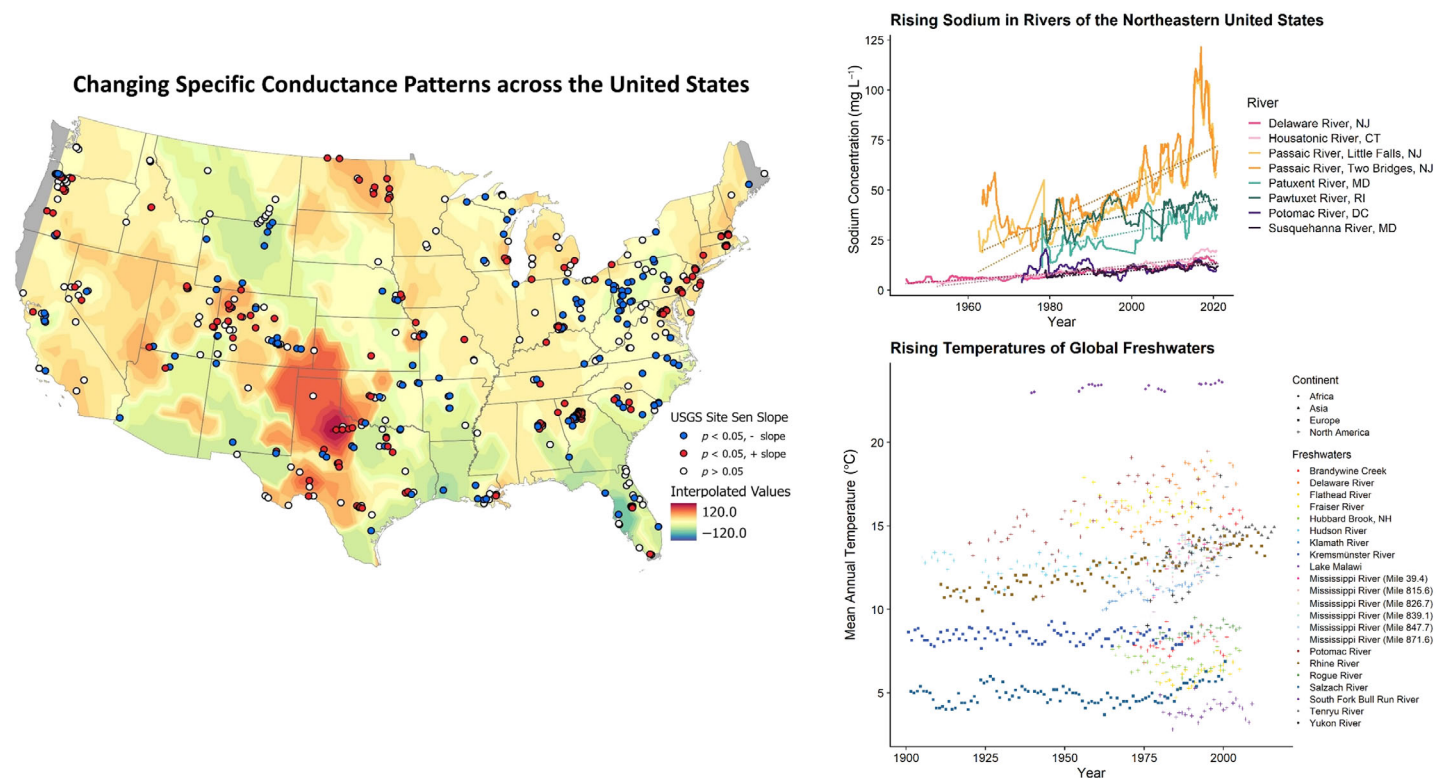 Changing Specific Conductance Patterns across the United States
USGS Site Sen Slope
p < 0.05, - slope
p < 0.05, + slope
p > 0.05
Interpolated Values
120.0
−120.0
Rising Sodium in Rivers of the Northeastern United States
Sodium Concentration (mg L⁻¹)
125
100
75
50
25
0
1960
1980
2000
2020
Year
River
Delaware River, NJ
Housatonic River, CT
Passaic River, Little Falls, NJ
Passaic River, Two Bridges, NJ
Patuxent River, MD
Pawtuxet River, RI
Potomac River, DC
Susquehanna River, MD
Rising Temperatures of Global Freshwaters
Mean Annual Temperature (°C)
20
15
10
5
1900
1925
1950
1975
2000
Year
Continent
Africa
Asia
Europe
North America
Freshwaters
Brandywine Creek
Delaware River
Flathead River
Fraiser River
Hubbard Brook, NH
Hudson River
Klamath River
Kremsmünster River
Lake Malawi
Mississippi River (Mile 39.4)
Mississippi River (Mile 815.6)
Mississippi River (Mile 826.7)
Mississippi River (Mile 839.1)
Mississippi River (Mile 847.7)
Mississippi River (Mile 871.6)
Potomac River
Rhine River
Rogue River
Salzach River
South Fork Bull Run River
Tenryu River
Yukon River